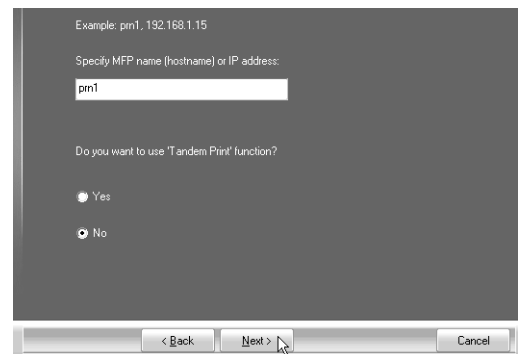 Example: prn1, 192.168.1.15
Specify MFP name (hostname) or IP address:
prn1
Do you want to use 'Tandem Print' function?
Yes
No
< Back Next > Cancel